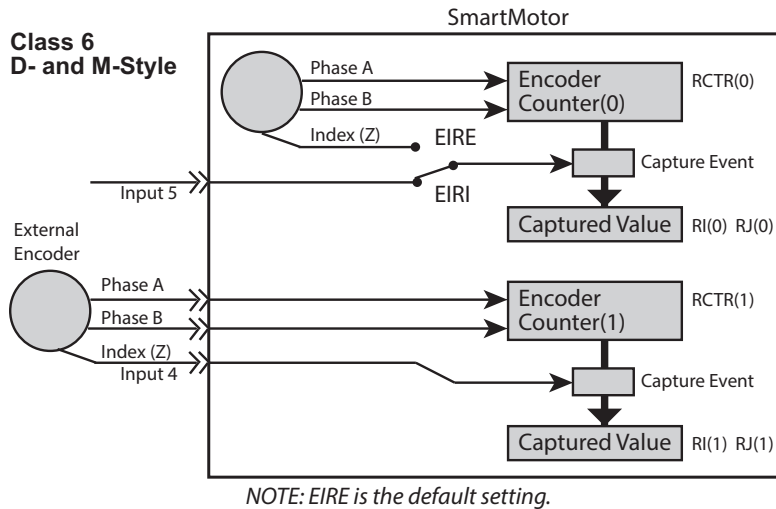 SmartMotor
Class 6
D- and M-Style
Phase A
Phase B
Index (Z)
EIRE
EIRI
Input 5
Encoder
Counter(0)
RCTR(0)
Capture Event
Captured Value
RI(0) RJ(0)
External
Encoder
Phase A
Phase B
Index (Z)
Input 4
Encoder
Counter(1)
RCTR(1)
Capture Event
Captured Value
RI(1) RJ(1)
NOTE: EIRE is the default setting.